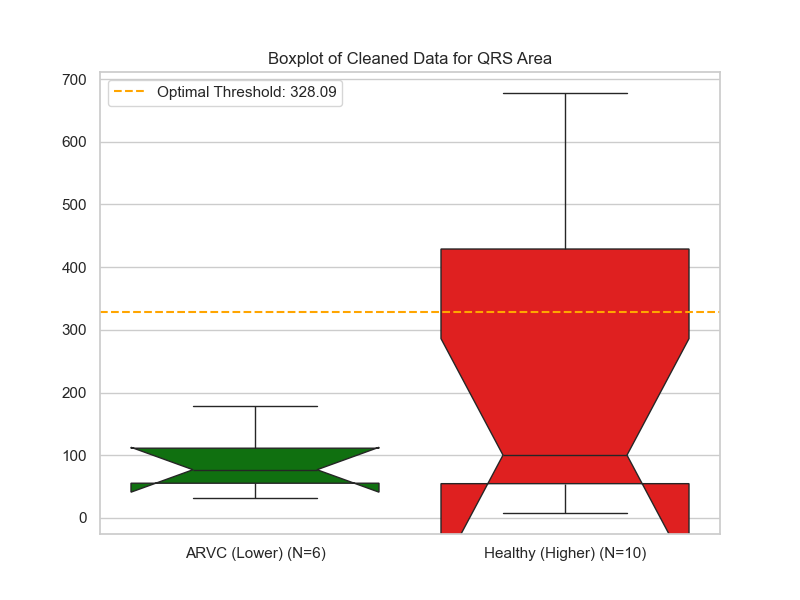 Boxplot of Cleaned Data for QRS Area
Optimal Threshold: 328.09
700
600
500
400
300
200
100
0
ARVC (Lower) (N=6)
Healthy (Higher) (N=10)